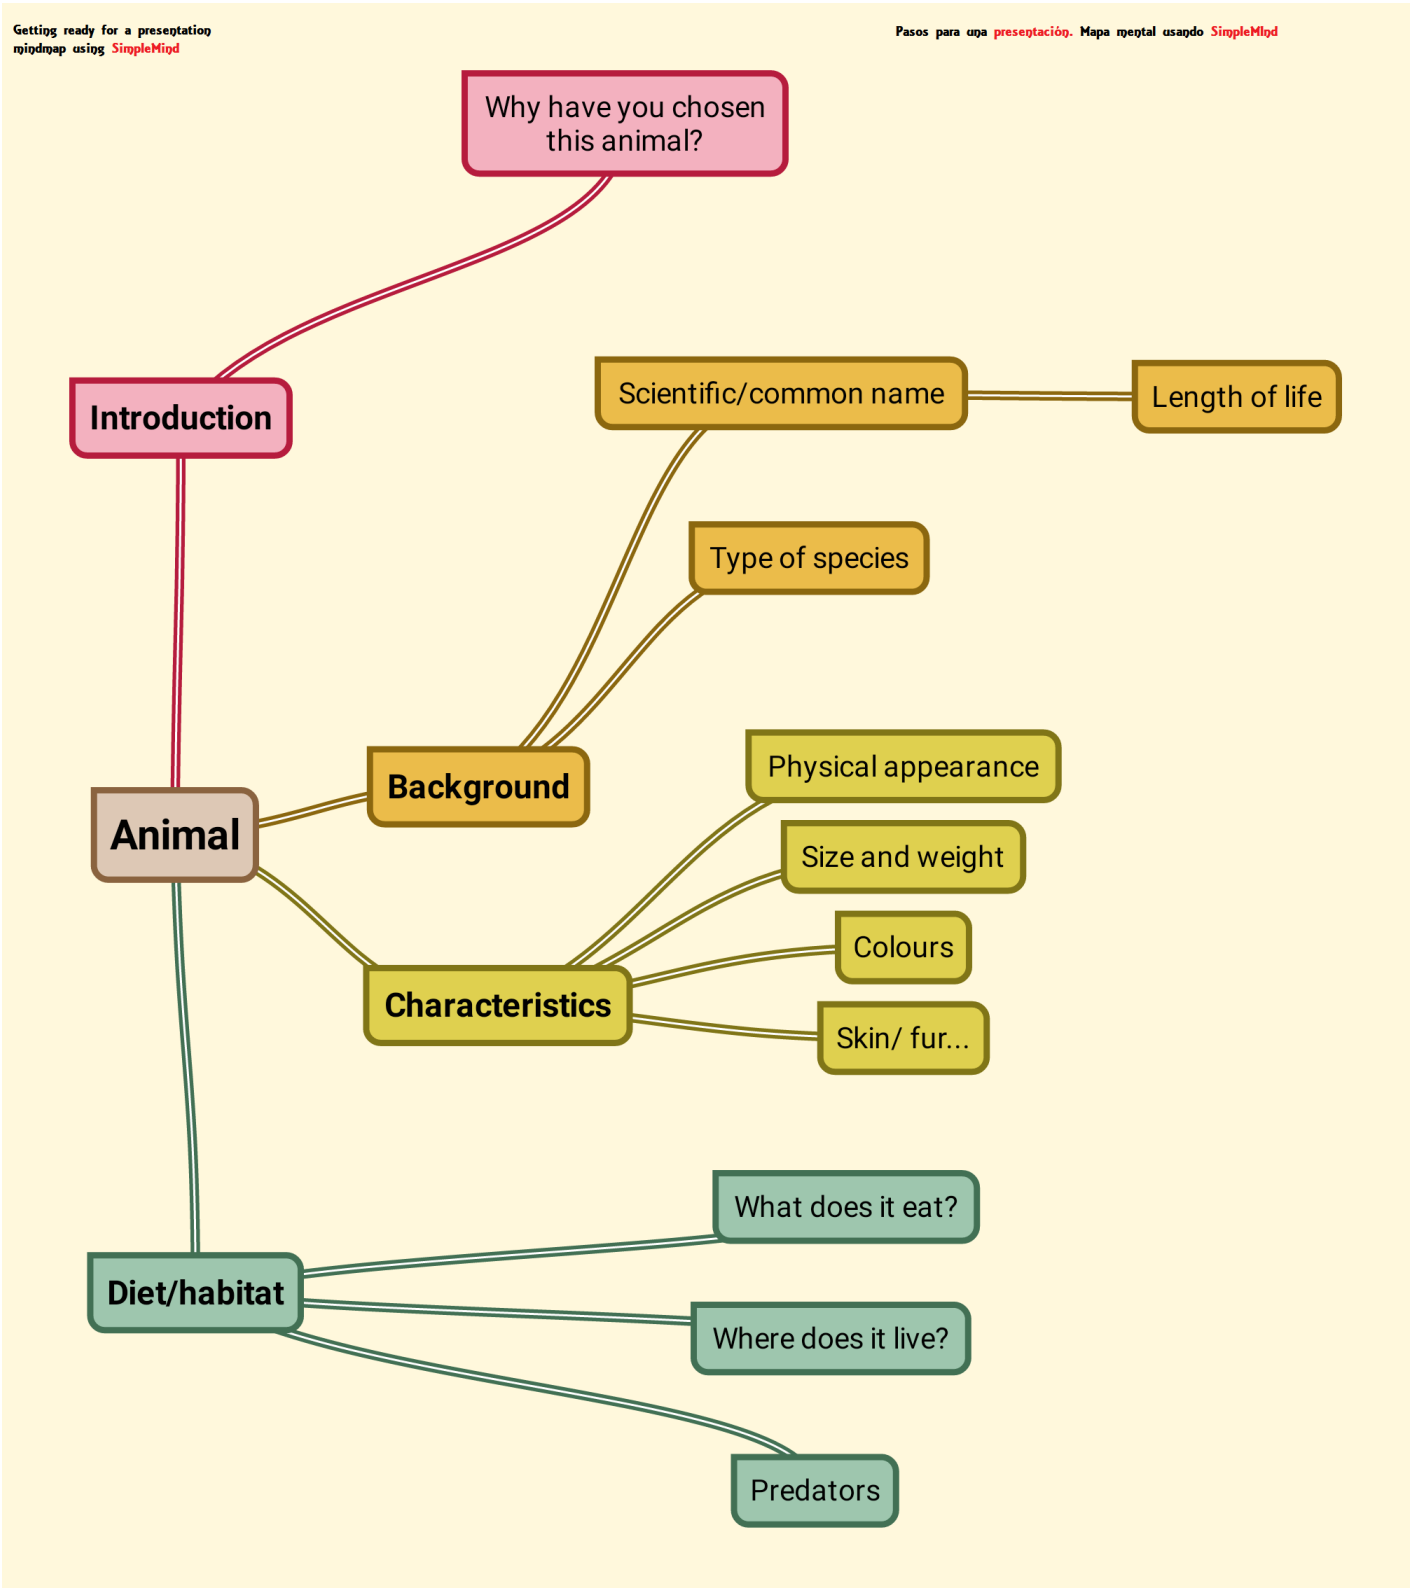 Getting ready for a presentation
mindmap using SimpleMind
Pasos para una presentación. Mapa mental usando SimpleMInd
Why have you chosen
this animal?
Introduction
Scientific/common name
Length of life
Type of species
Background
Physical appearance
Animal
Size and weight
Colours
Characteristics
Skin/ fur...
What does it eat?
Diet/habitat
Where does it live?
Predators